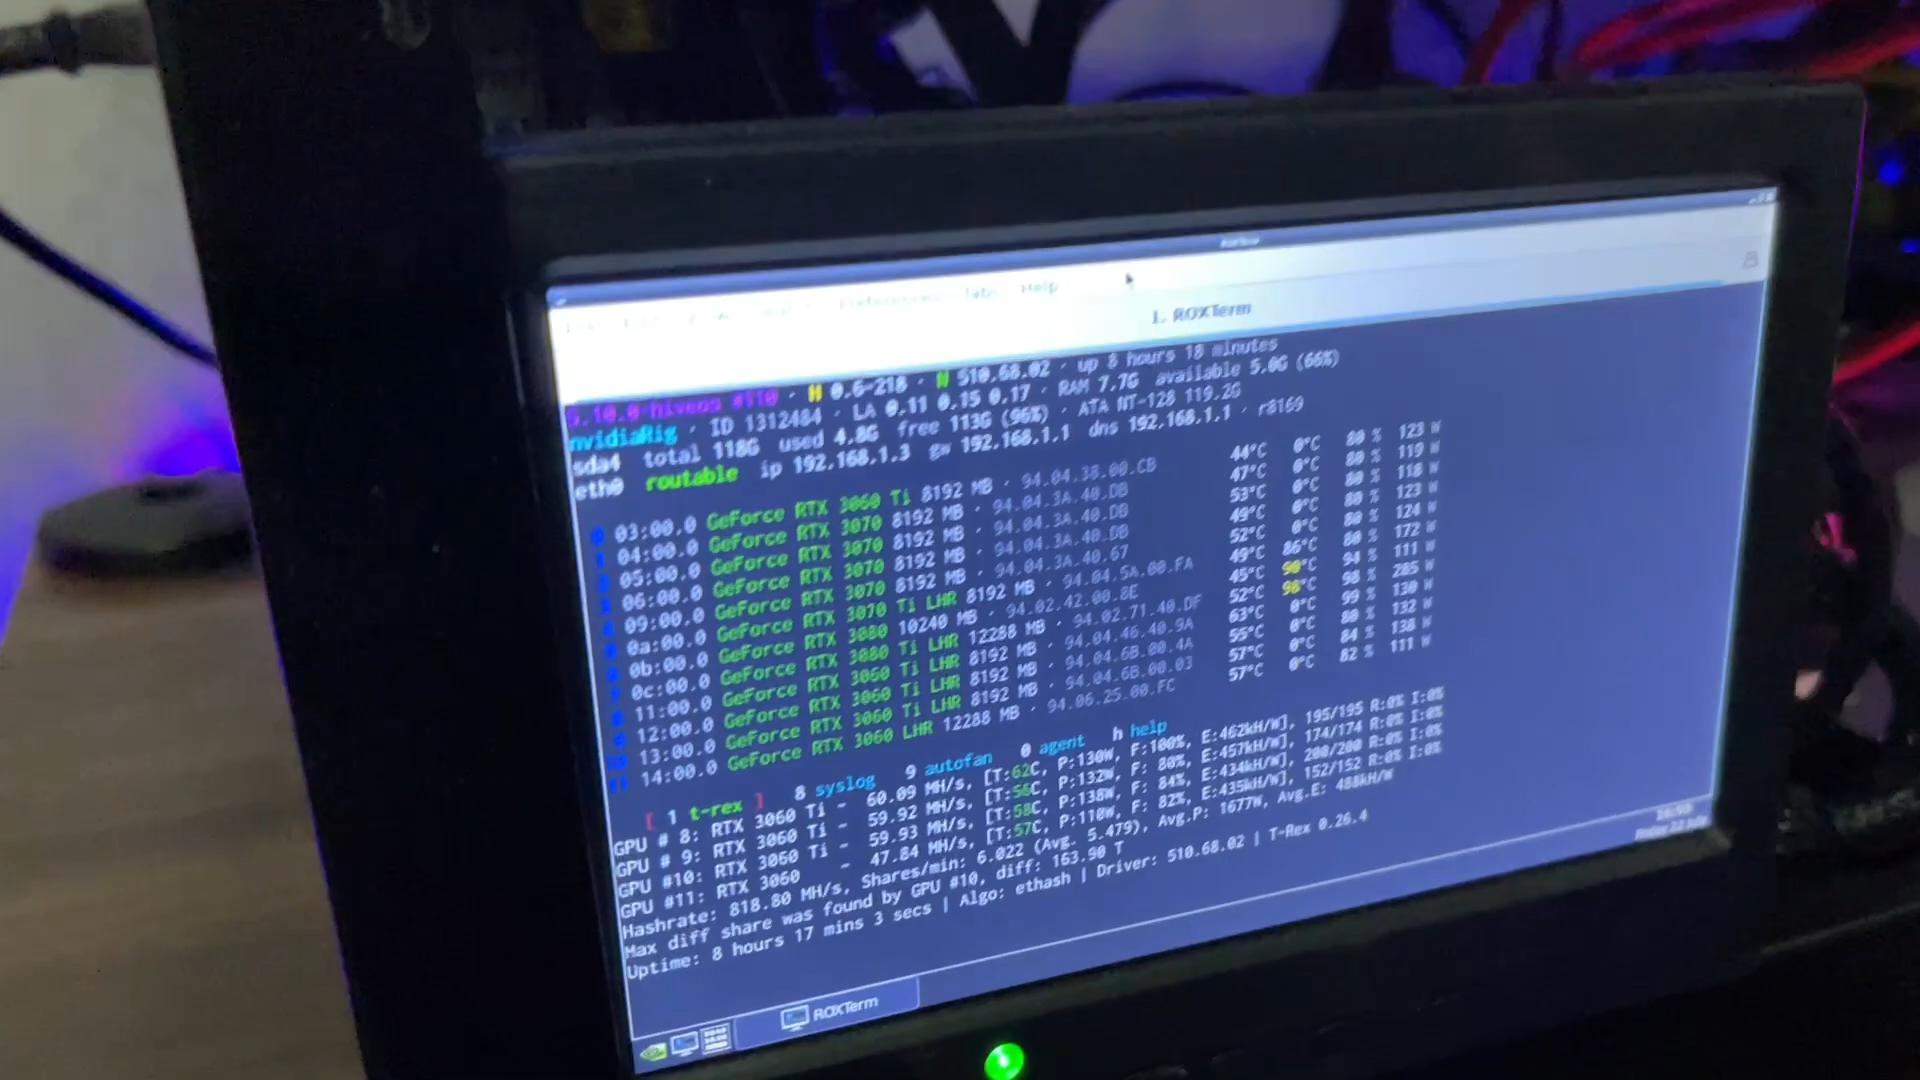 Help
1. ROXTerm
5.10.0-hiveos #110 · H 0.6-218 · N 510.68.02 · up 8 hours 18 minutes
nvidiaRig · ID 1312484 · LA 0.11 0.15 0.17 · RAM 7.7G available 5.0G (66%)
sda4 total 118G used 4.8G free 113G (96%) · ATA NT-128 119.2G
eth0 routable ip 192.168.1.3 gw 192.168.1.1 dns 192.168.1.1 · r8169
0 03:00.0 GeForce RTX 3060 Ti 8192 MB · 94.04.38.00.CB 44°C 0°C 80 % 123 W
1 04:00.0 GeForce RTX 3070 8192 MB · 94.04.3A.40.DB 47°C 0°C 80 % 119 W
2 05:00.0 GeForce RTX 3070 8192 MB · 94.04.3A.40.DB 53°C 0°C 80 % 118 W
3 06:00.0 GeForce RTX 3070 8192 MB · 94.04.3A.40.DB 49°C 0°C 80 % 123 W
4 09:00.0 GeForce RTX 3070 8192 MB · 94.04.3A.40.67 52°C 0°C 80 % 124 W
5 0a:00.0 GeForce RTX 3070 Ti LHR 8192 MB · 94.04.5A.00.FA 49°C 86°C 80 % 172 W
6 0b:00.0 GeForce RTX 3080 10240 MB · 94.02.42.00.8E 45°C 90°C 94 % 111 W
7 0c:00.0 GeForce RTX 3080 Ti LHR 12288 MB · 94.02.71.40.DF 52°C 98°C 98 % 285 W
8 11:00.0 GeForce RTX 3060 Ti LHR 8192 MB · 94.04.46.40.9A 63°C 0°C 99 % 130 W
9 12:00.0 GeForce RTX 3060 Ti LHR 8192 MB · 94.04.6B.00.4A 55°C 0°C 80 % 132 W
10 13:00.0 GeForce RTX 3060 Ti LHR 8192 MB · 94.04.6B.00.03 57°C 0°C 84 % 138 W
11 14:00.0 GeForce RTX 3060 LHR 12288 MB · 94.06.25.00.FC 57°C 0°C 82 % 111 W
[ 1 t-rex ] 8 syslog 9 autofan 0 agent h help
GPU # 8: RTX 3060 Ti - 60.09 MH/s, [T:62C, P:130W, F:100%, E:462kH/W], 195/195 R:0% I:0%
GPU # 9: RTX 3060 Ti - 59.92 MH/s, [T:56C, P:132W, F: 80%, E:457kH/W], 174/174 R:0% I:0%
GPU #10: RTX 3060 Ti - 59.93 MH/s, [T:58C, P:138W, F: 84%, E:434kH/W], 200/200 R:0% I:0%
GPU #11: RTX 3060 - 47.84 MH/s, [T:57C, P:110W, F: 82%, E:435kH/W], 152/152 R:0% I:0%
Hashrate: 818.80 MH/s, Shares/min: 6.022 (Avg. 5.479), Avg.P: 1677W, Avg.E: 488kH/W
Max diff share was found by GPU #10, diff: 163.90 T
Uptime: 8 hours 17 mins 3 secs | Algo: ethash | Driver: 510.68.02 | T-Rex 0.26.4
ROXTerm